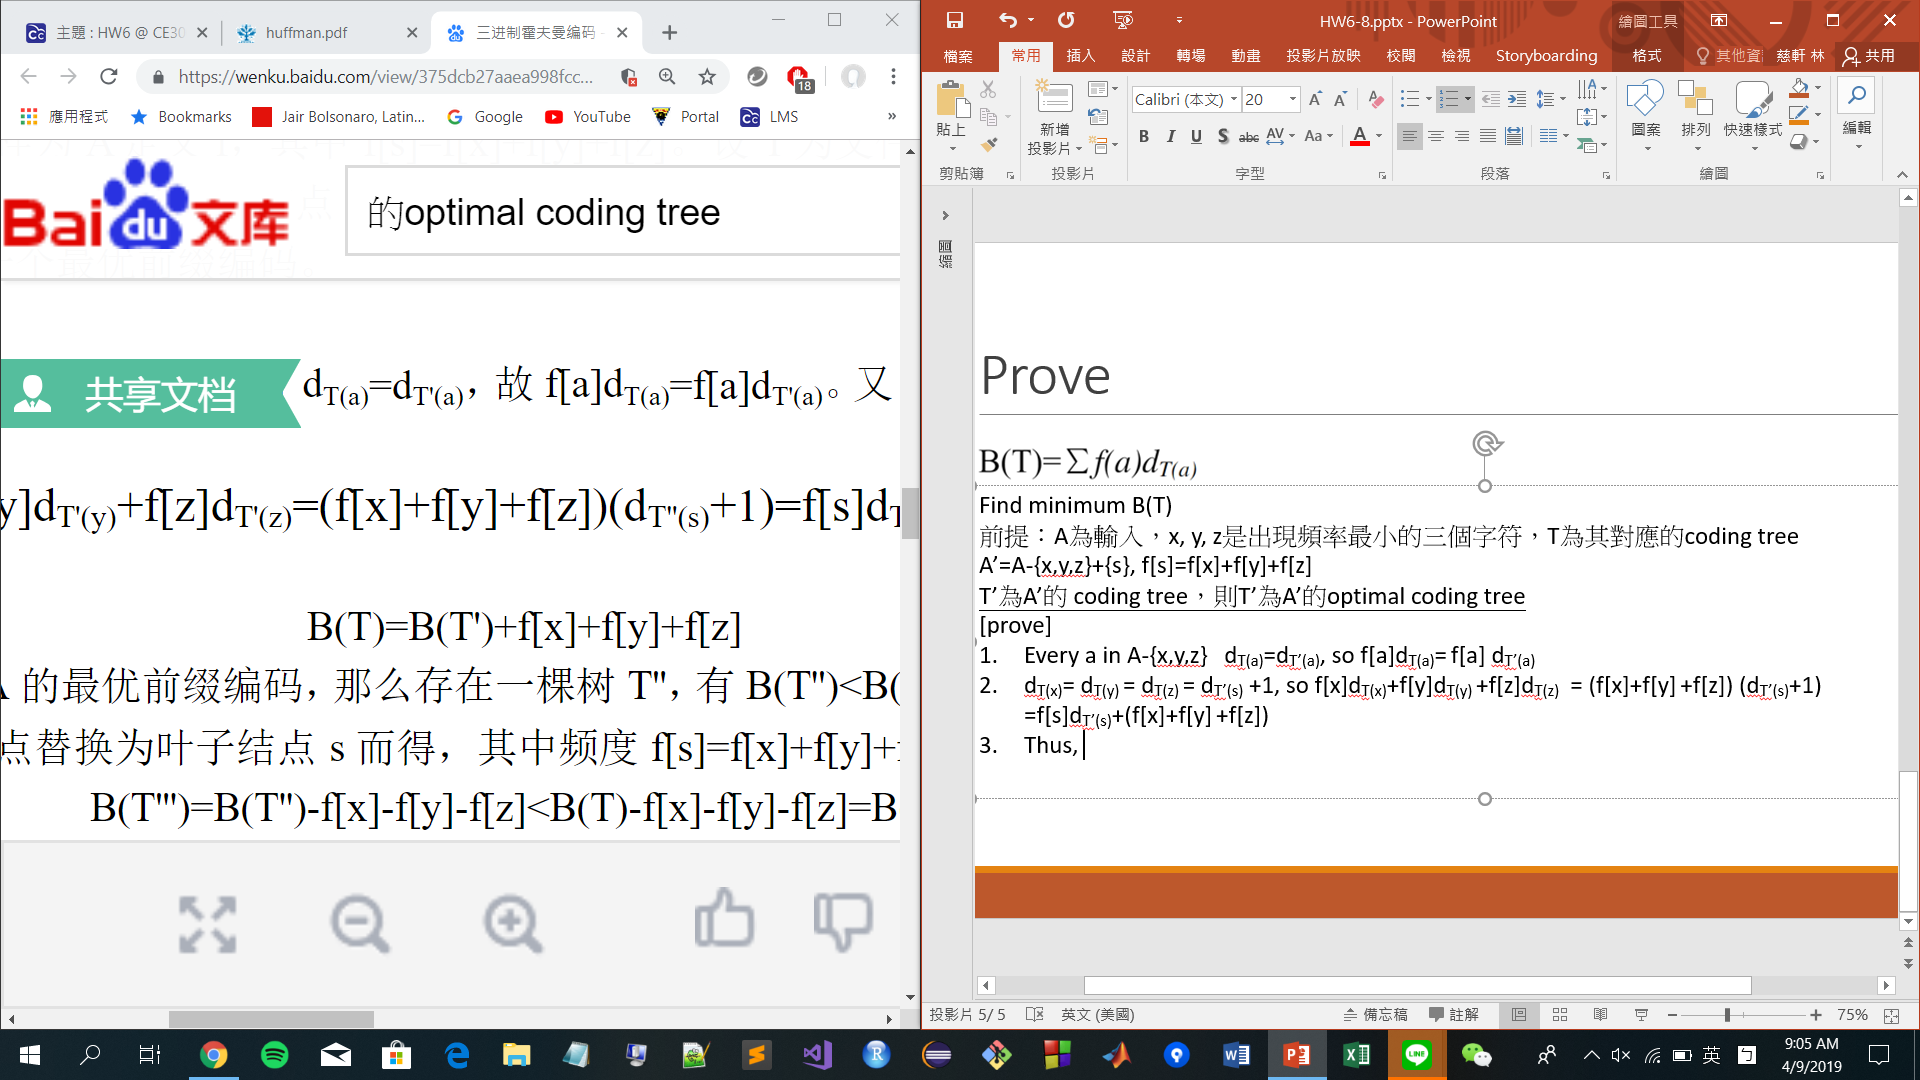 主題 : HW6 @ CE30
huffman.pdf
三进制霍夫曼编码 -
https://wenku.baidu.com/view/375dcb27aaea998fcc...
18
應用程式
Bookmarks
Jair Bolsonaro, Latin...
Google
YouTube
Portal
LMS
»
Baidu文库
的optimal coding tree
共享文档
dT(a)=dT'(a)，故 f[a]dT(a)=f[a]dT'(a)。又
y]dT'(y)+f[z]dT'(z)=(f[x]+f[y]+f[z])(dT"(s)+1)=f[s]dT
B(T)=B(T')+f[x]+f[y]+f[z]
的最优前缀编码，那么存在一棵树 T"，有 B(T")<B(
点替换为叶子结点 s 而得，其中频度 f[s]=f[x]+f[y]+
B(T''')=B(T'')-f[x]-f[y]-f[z]<B(T)-f[x]-f[y]-f[z]=B
HW6-8.pptx - PowerPoint
繪圖工具
檔案
常用
插入
設計
轉場
動畫
投影片放映
校閱
檢視
Storyboarding
格式
其他資
慈軒 林
共用
貼上
新增
投影片
Calibri (本文)
20
B I U S abc AV Aa A
圖案
排列
快速樣式
編輯
剪貼簿
投影片
字型
段落
繪圖
Prove
B(T)=∑f(a)dT(a)
Find minimum B(T)
前提：A為輸入，x, y, z是出現頻率最小的三個字符，T為其對應的coding tree
A’=A-{x,y,z}+{s}, f[s]=f[x]+f[y]+f[z]
T’為A’的 coding tree，則T’為A’的optimal coding tree
[prove]
1. Every a in A-{x,y,z} dT(a)=dT’(a), so f[a]dT(a)= f[a] dT’(a)
2. dT(x)= dT(y) = dT(z) = dT’(s) +1, so f[x]dT(x)+f[y]dT(y) +f[z]dT(z) = (f[x]+f[y] +f[z]) (dT’(s)+1)
=f[s]dT’(s)+(f[x]+f[y] +f[z])
3. Thus,
投影片 5/ 5
英文 (美國)
備忘稿
註解
75%
英
9:05 AM
4/9/2019